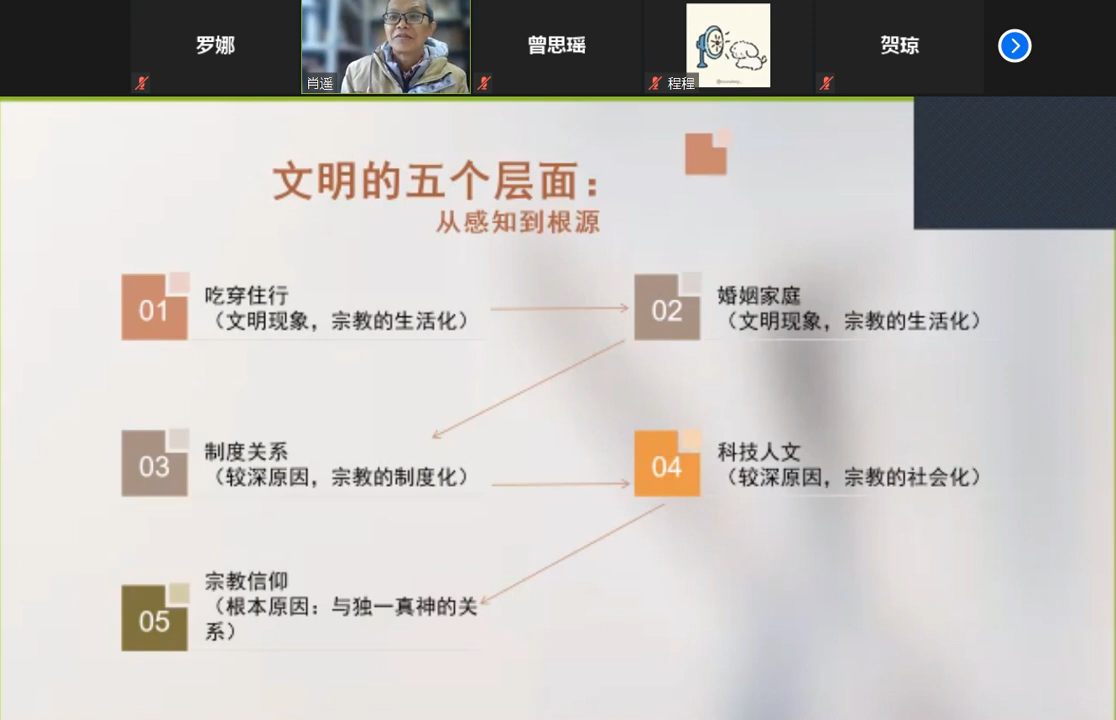 罗娜
肖遥
曾思瑶
程程
贺琼
文明的五个层面：
从感知到根源
01
吃穿住行
（文明现象，宗教的生活化）
02
婚姻家庭
（文明现象，宗教的生活化）
03
制度关系
（较深原因，宗教的制度化）
04
科技人文
（较深原因，宗教的社会化）
05
宗教信仰
（根本原因：与独一真神的关
系）